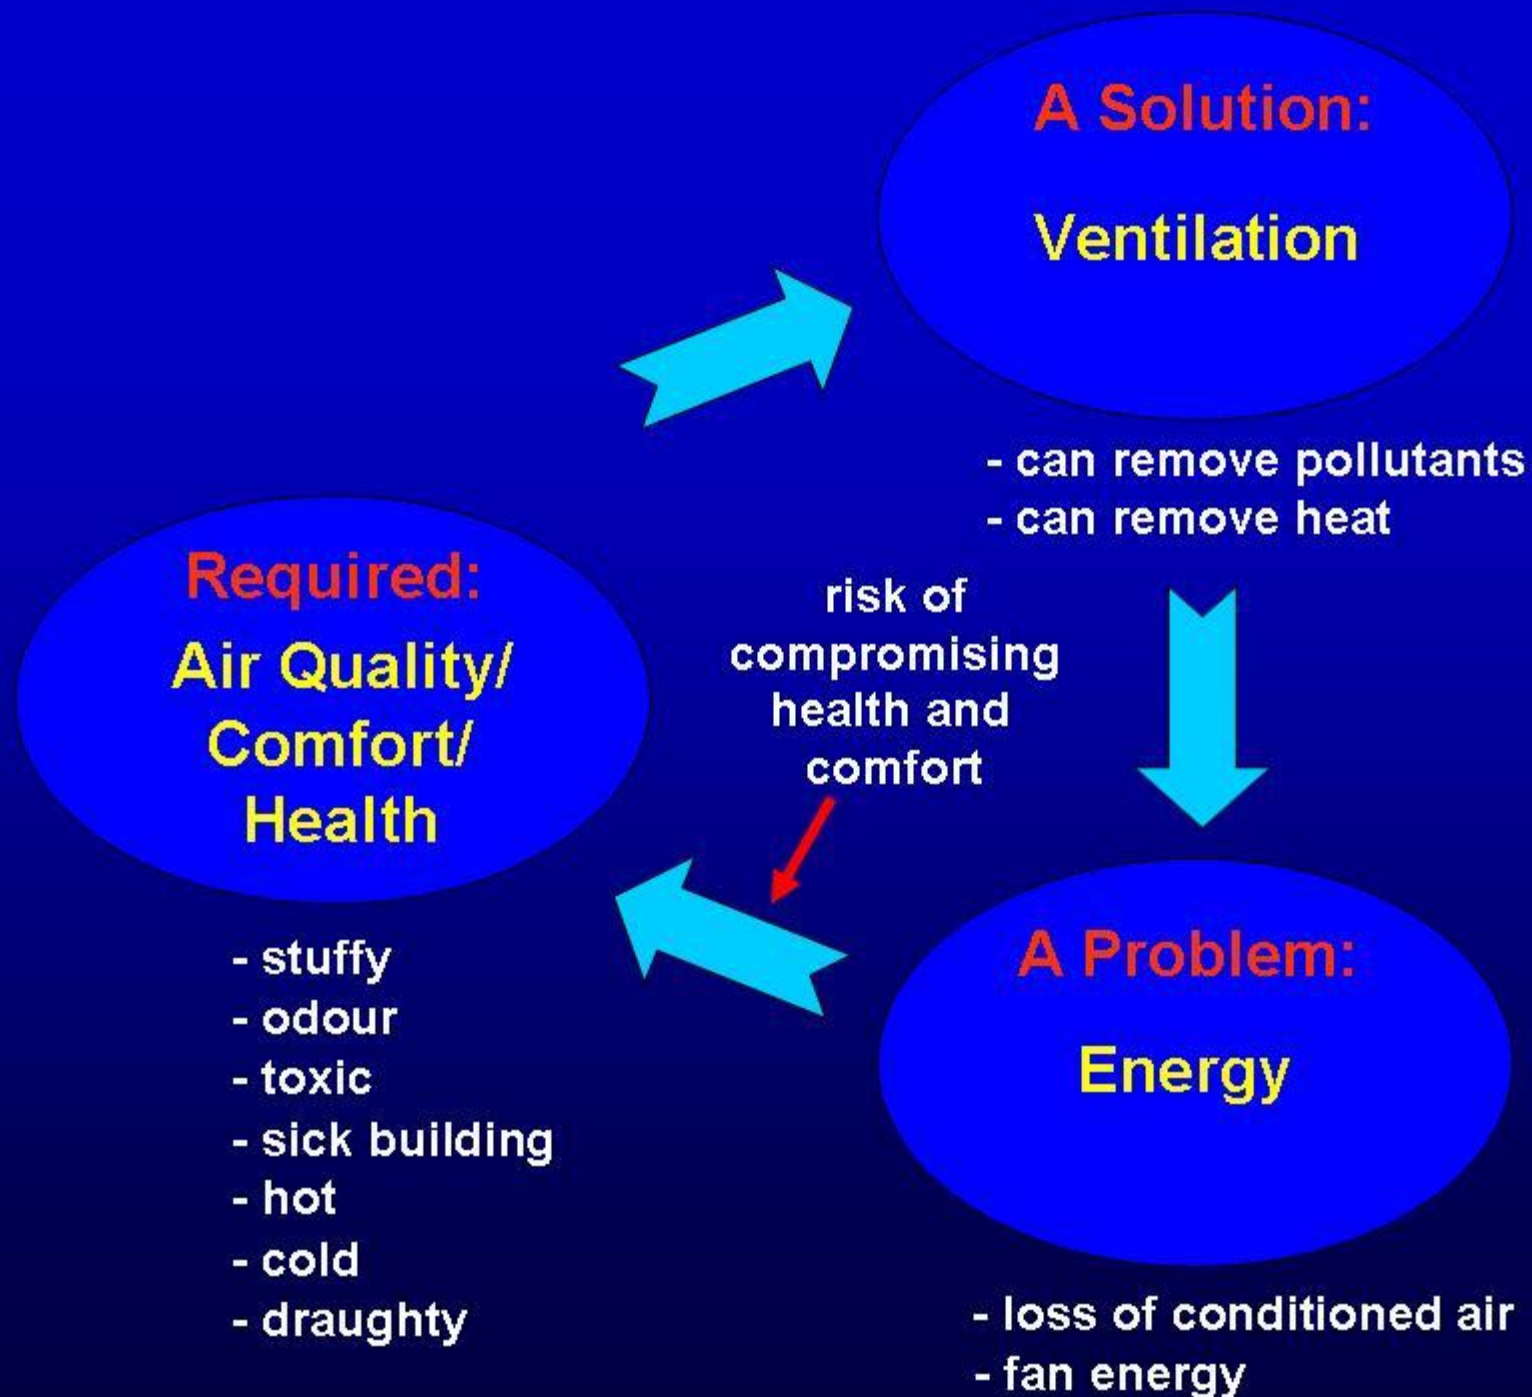 A Solution:
Ventilation
- can remove pollutants
- can remove heat
Required:
Air Quality/
Comfort/
Health
- stuffy
- odour
- toxic
- sick building
- hot
- cold
- draughty
risk of
compromising
health and
comfort
A Problem:
Energy
- loss of conditioned air
- fan energy